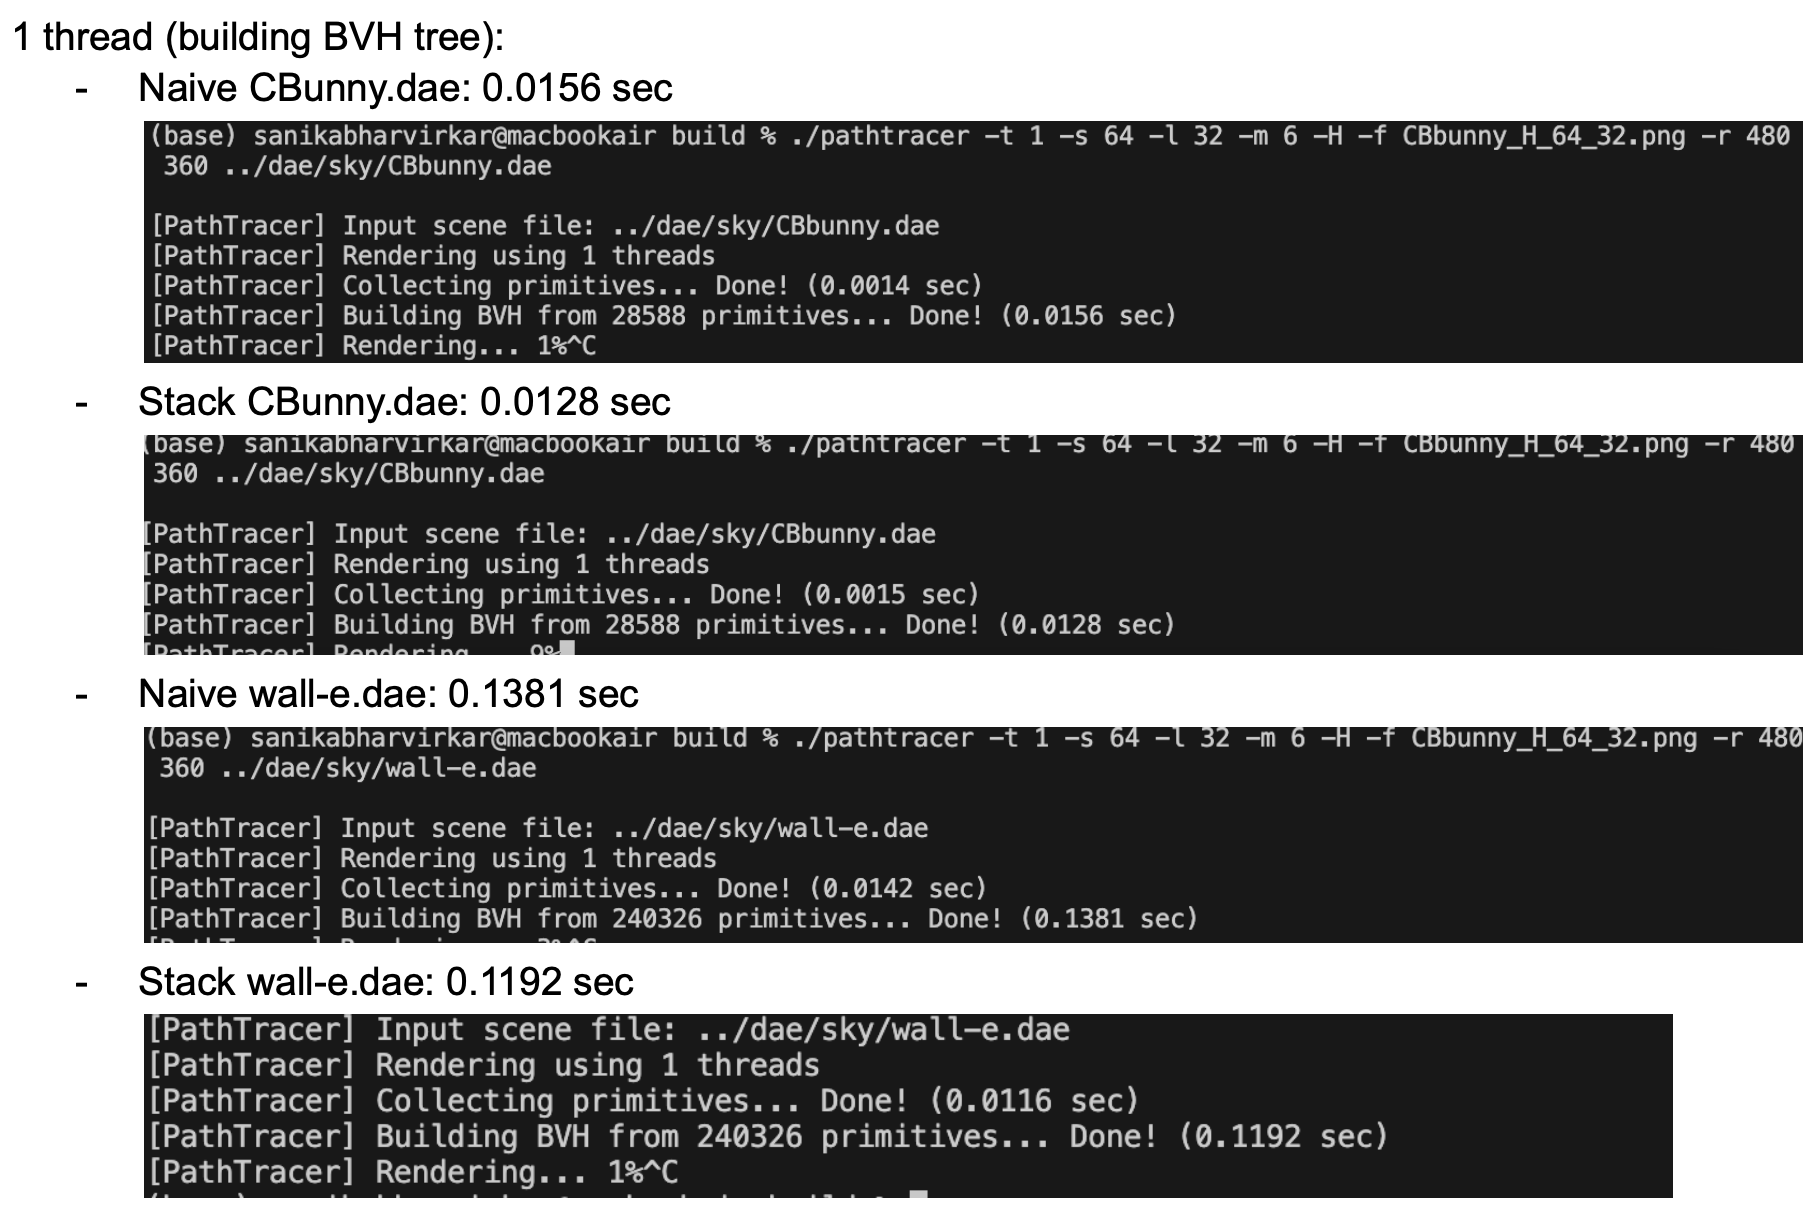 1 thread (building BVH tree):
- Naive CBunny.dae: 0.0156 sec
(base) sanikabharvirkar@macbookair build % ./pathtracer -t 1 -s 64 -l 32 -m 6 -H -f CBbunny_H_64_32.png -r 480
360 ../dae/sky/CBbunny.dae
[PathTracer] Input scene file: ../dae/sky/CBbunny.dae
[PathTracer] Rendering using 1 threads
[PathTracer] Collecting primitives... Done! (0.0014 sec)
[PathTracer] Building BVH from 28588 primitives... Done! (0.0156 sec)
[PathTracer] Rendering... 1%^C
- Stack CBunny.dae: 0.0128 sec
(base) sanikabharvirkar@macbookair build % ./pathtracer -t 1 -s 64 -l 32 -m 6 -H -f CBbunny_H_64_32.png -r 480
360 ../dae/sky/CBbunny.dae
[PathTracer] Input scene file: ../dae/sky/CBbunny.dae
[PathTracer] Rendering using 1 threads
[PathTracer] Collecting primitives... Done! (0.0015 sec)
[PathTracer] Building BVH from 28588 primitives... Done! (0.0128 sec)
[PathTracer] Rendering...
- Naive wall-e.dae: 0.1381 sec
(base) sanikabharvirkar@macbookair build % ./pathtracer -t 1 -s 64 -l 32 -m 6 -H -f CBbunny_H_64_32.png -r 480
360 ../dae/sky/wall-e.dae
[PathTracer] Input scene file: ../dae/sky/wall-e.dae
[PathTracer] Rendering using 1 threads
[PathTracer] Collecting primitives... Done! (0.0142 sec)
[PathTracer] Building BVH from 240326 primitives... Done! (0.1381 sec)
- Stack wall-e.dae: 0.1192 sec
[PathTracer] Input scene file: ../dae/sky/wall-e.dae
[PathTracer] Rendering using 1 threads
[PathTracer] Collecting primitives... Done! (0.0116 sec)
[PathTracer] Building BVH from 240326 primitives... Done! (0.1192 sec)
[PathTracer] Rendering... 1%^C